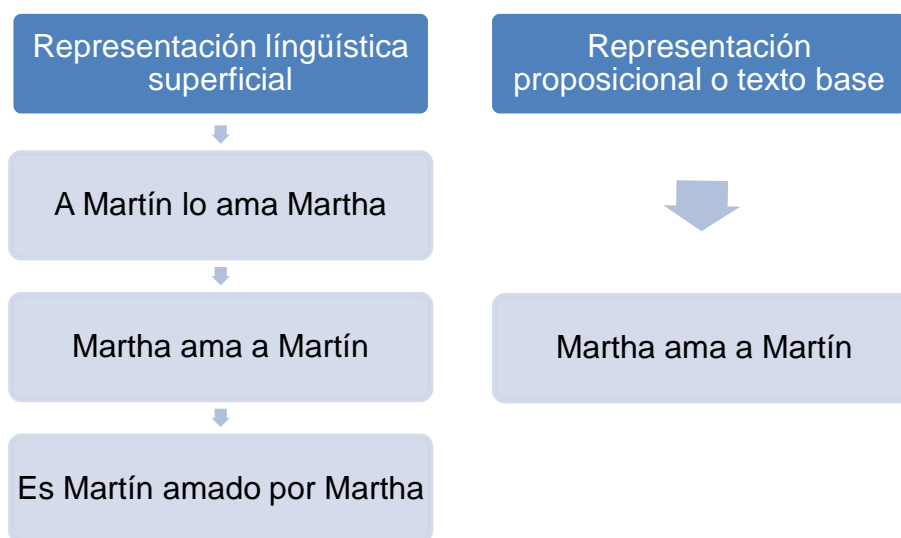 Representación língüística
superficial
A Martín lo ama Martha
Martha ama a Martín
Es Martín amado por Martha
Representación
proposicional o texto base
Martha ama a Martín